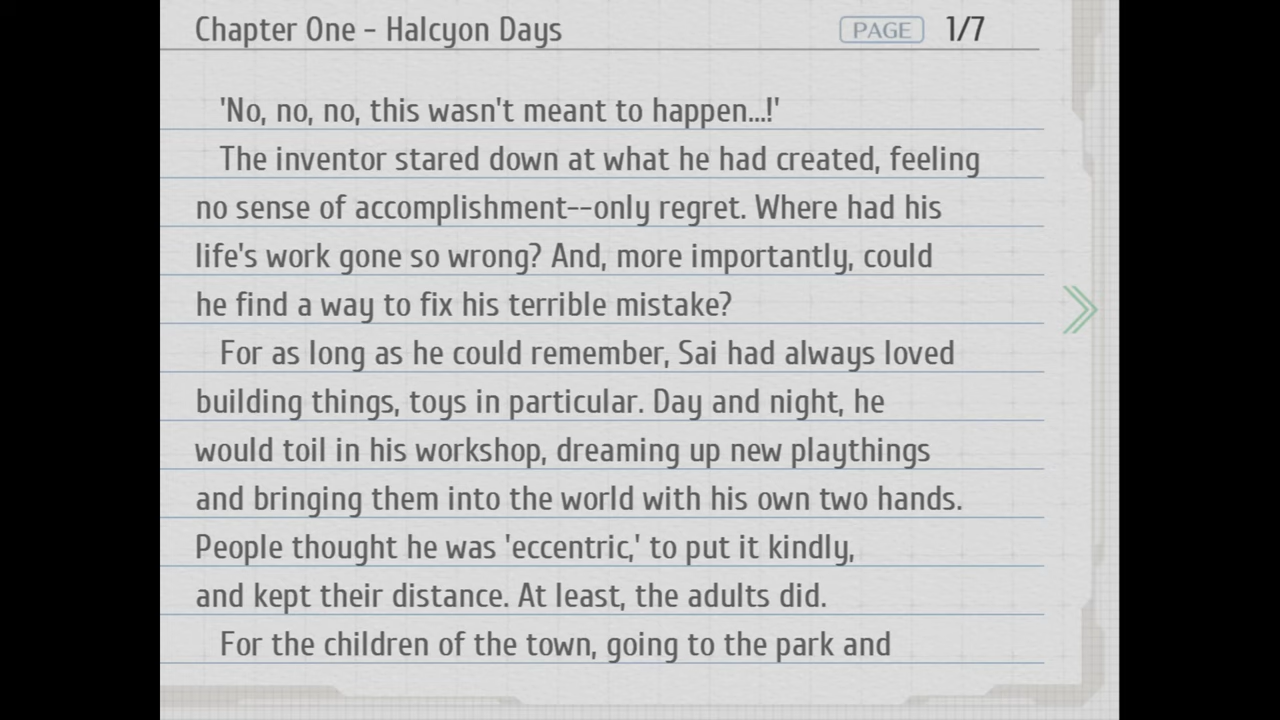 Chapter One - Halcyon Days PAGE 1/7
'No, no, no, this wasn't meant to happen...!'
The inventor stared down at what he had created, feeling
no sense of accomplishment--only regret. Where had his
life's work gone so wrong? And, more importantly, could
he find a way to fix his terrible mistake?
For as long as he could remember, Sai had always loved
building things, toys in particular. Day and night, he
would toil in his workshop, dreaming up new playthings
and bringing them into the world with his own two hands.
People thought he was 'eccentric,' to put it kindly,
and kept their distance. At least, the adults did.
For the children of the town, going to the park and